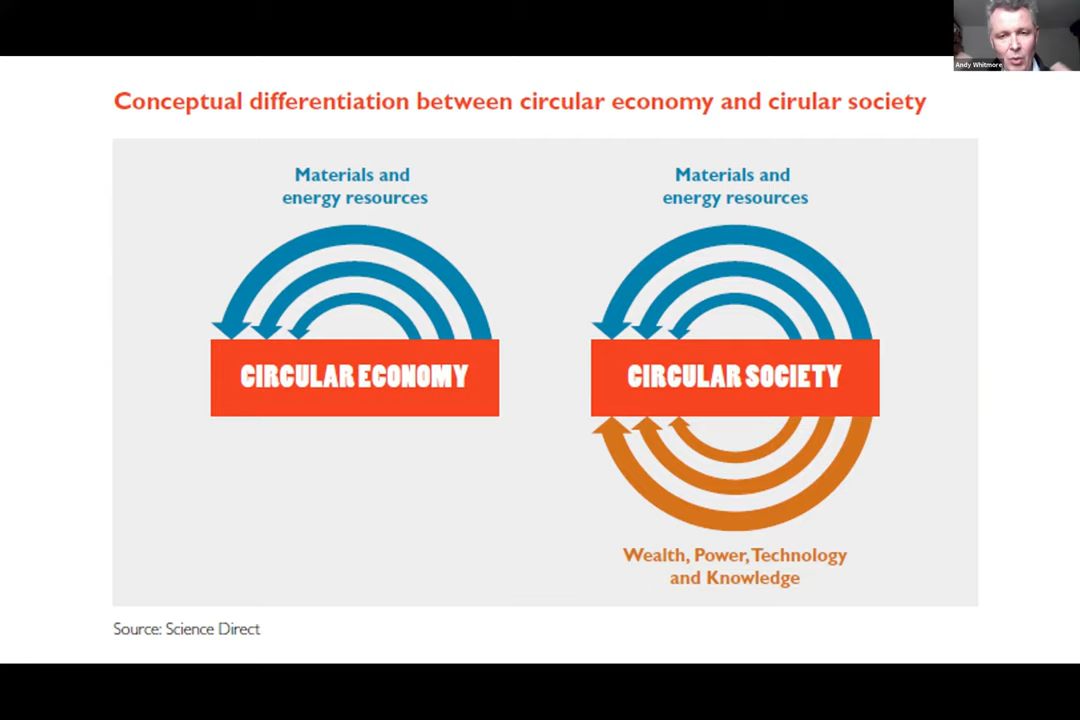 Andy Whitmore
Conceptual differentiation between circular economy and cirular society
Materials and
energy resources
CIRCULAR ECONOMY
Materials and
energy resources
CIRCULAR SOCIETY
Wealth, Power, Technology
and Knowledge
Source: Science Direct